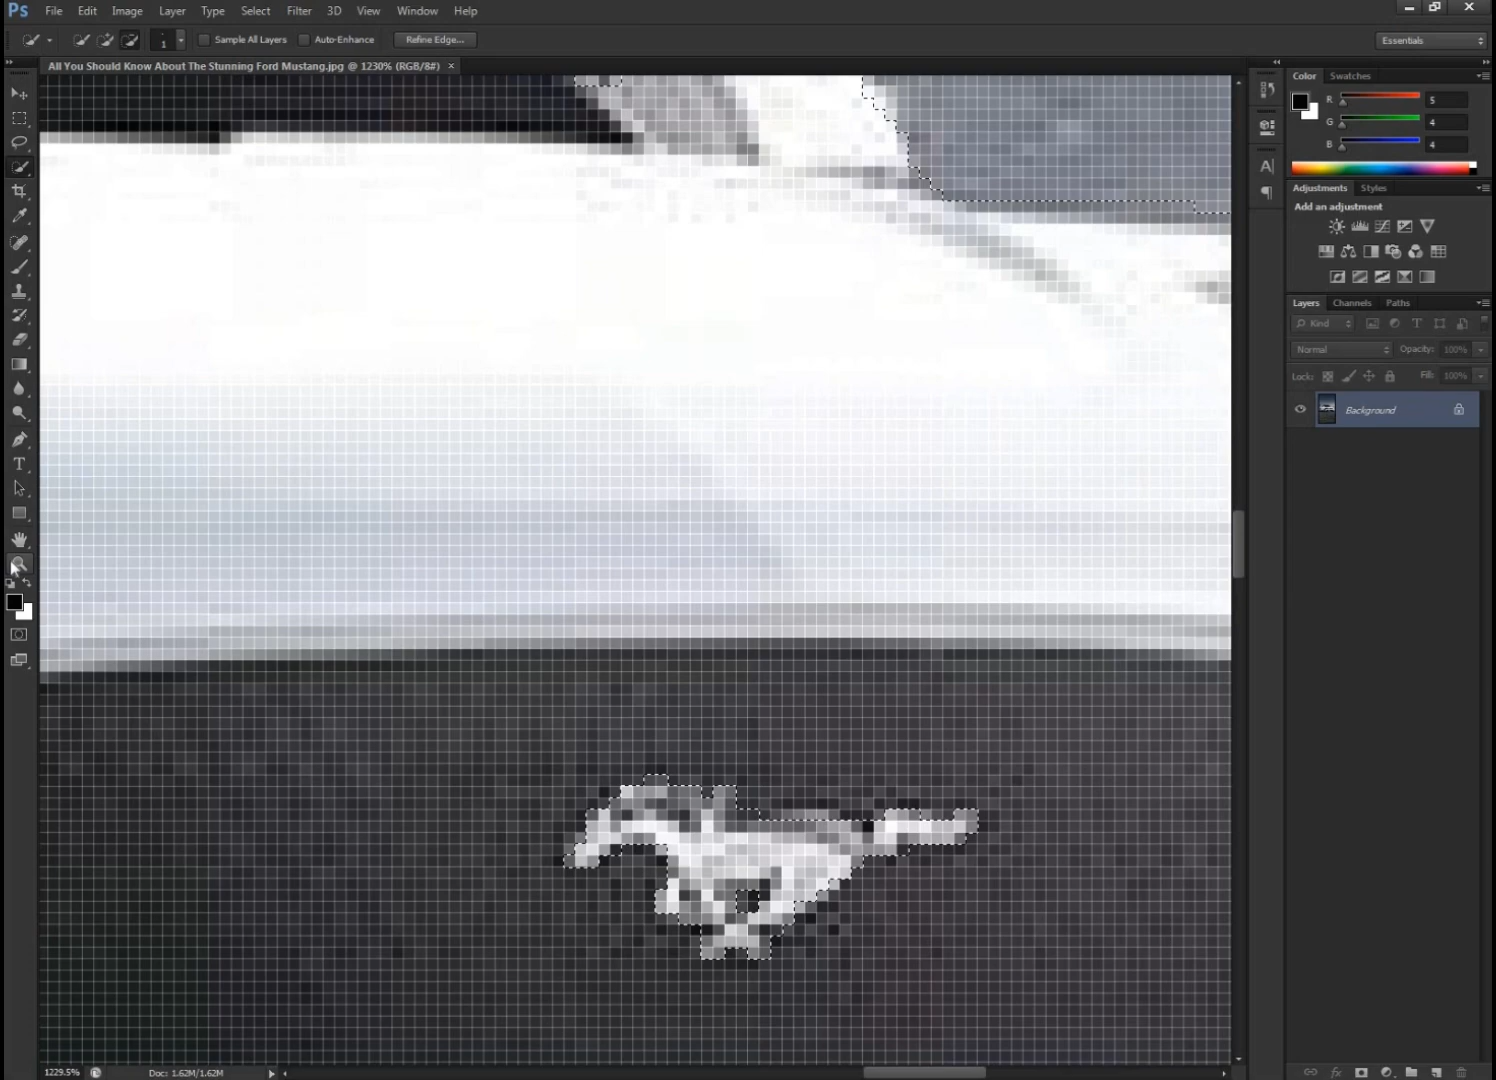 Ps File Edit Image Layer Type Select Filter 3D View Window Help
1 Sample All Layers Auto-Enhance Refine Edge... Essentials
All You Should Know About The Stunning Ford Mustang.jpg @ 1230% (RGB/8#) ×
Color Swatches
R 5
G 4
B 4
Adjustments Styles
Add an adjustment
Layers Channels Paths
Kind
Normal Opacity: 100%
Lock: Fill: 100%
Background
1229.5% Doc: 1.62M/1.62M